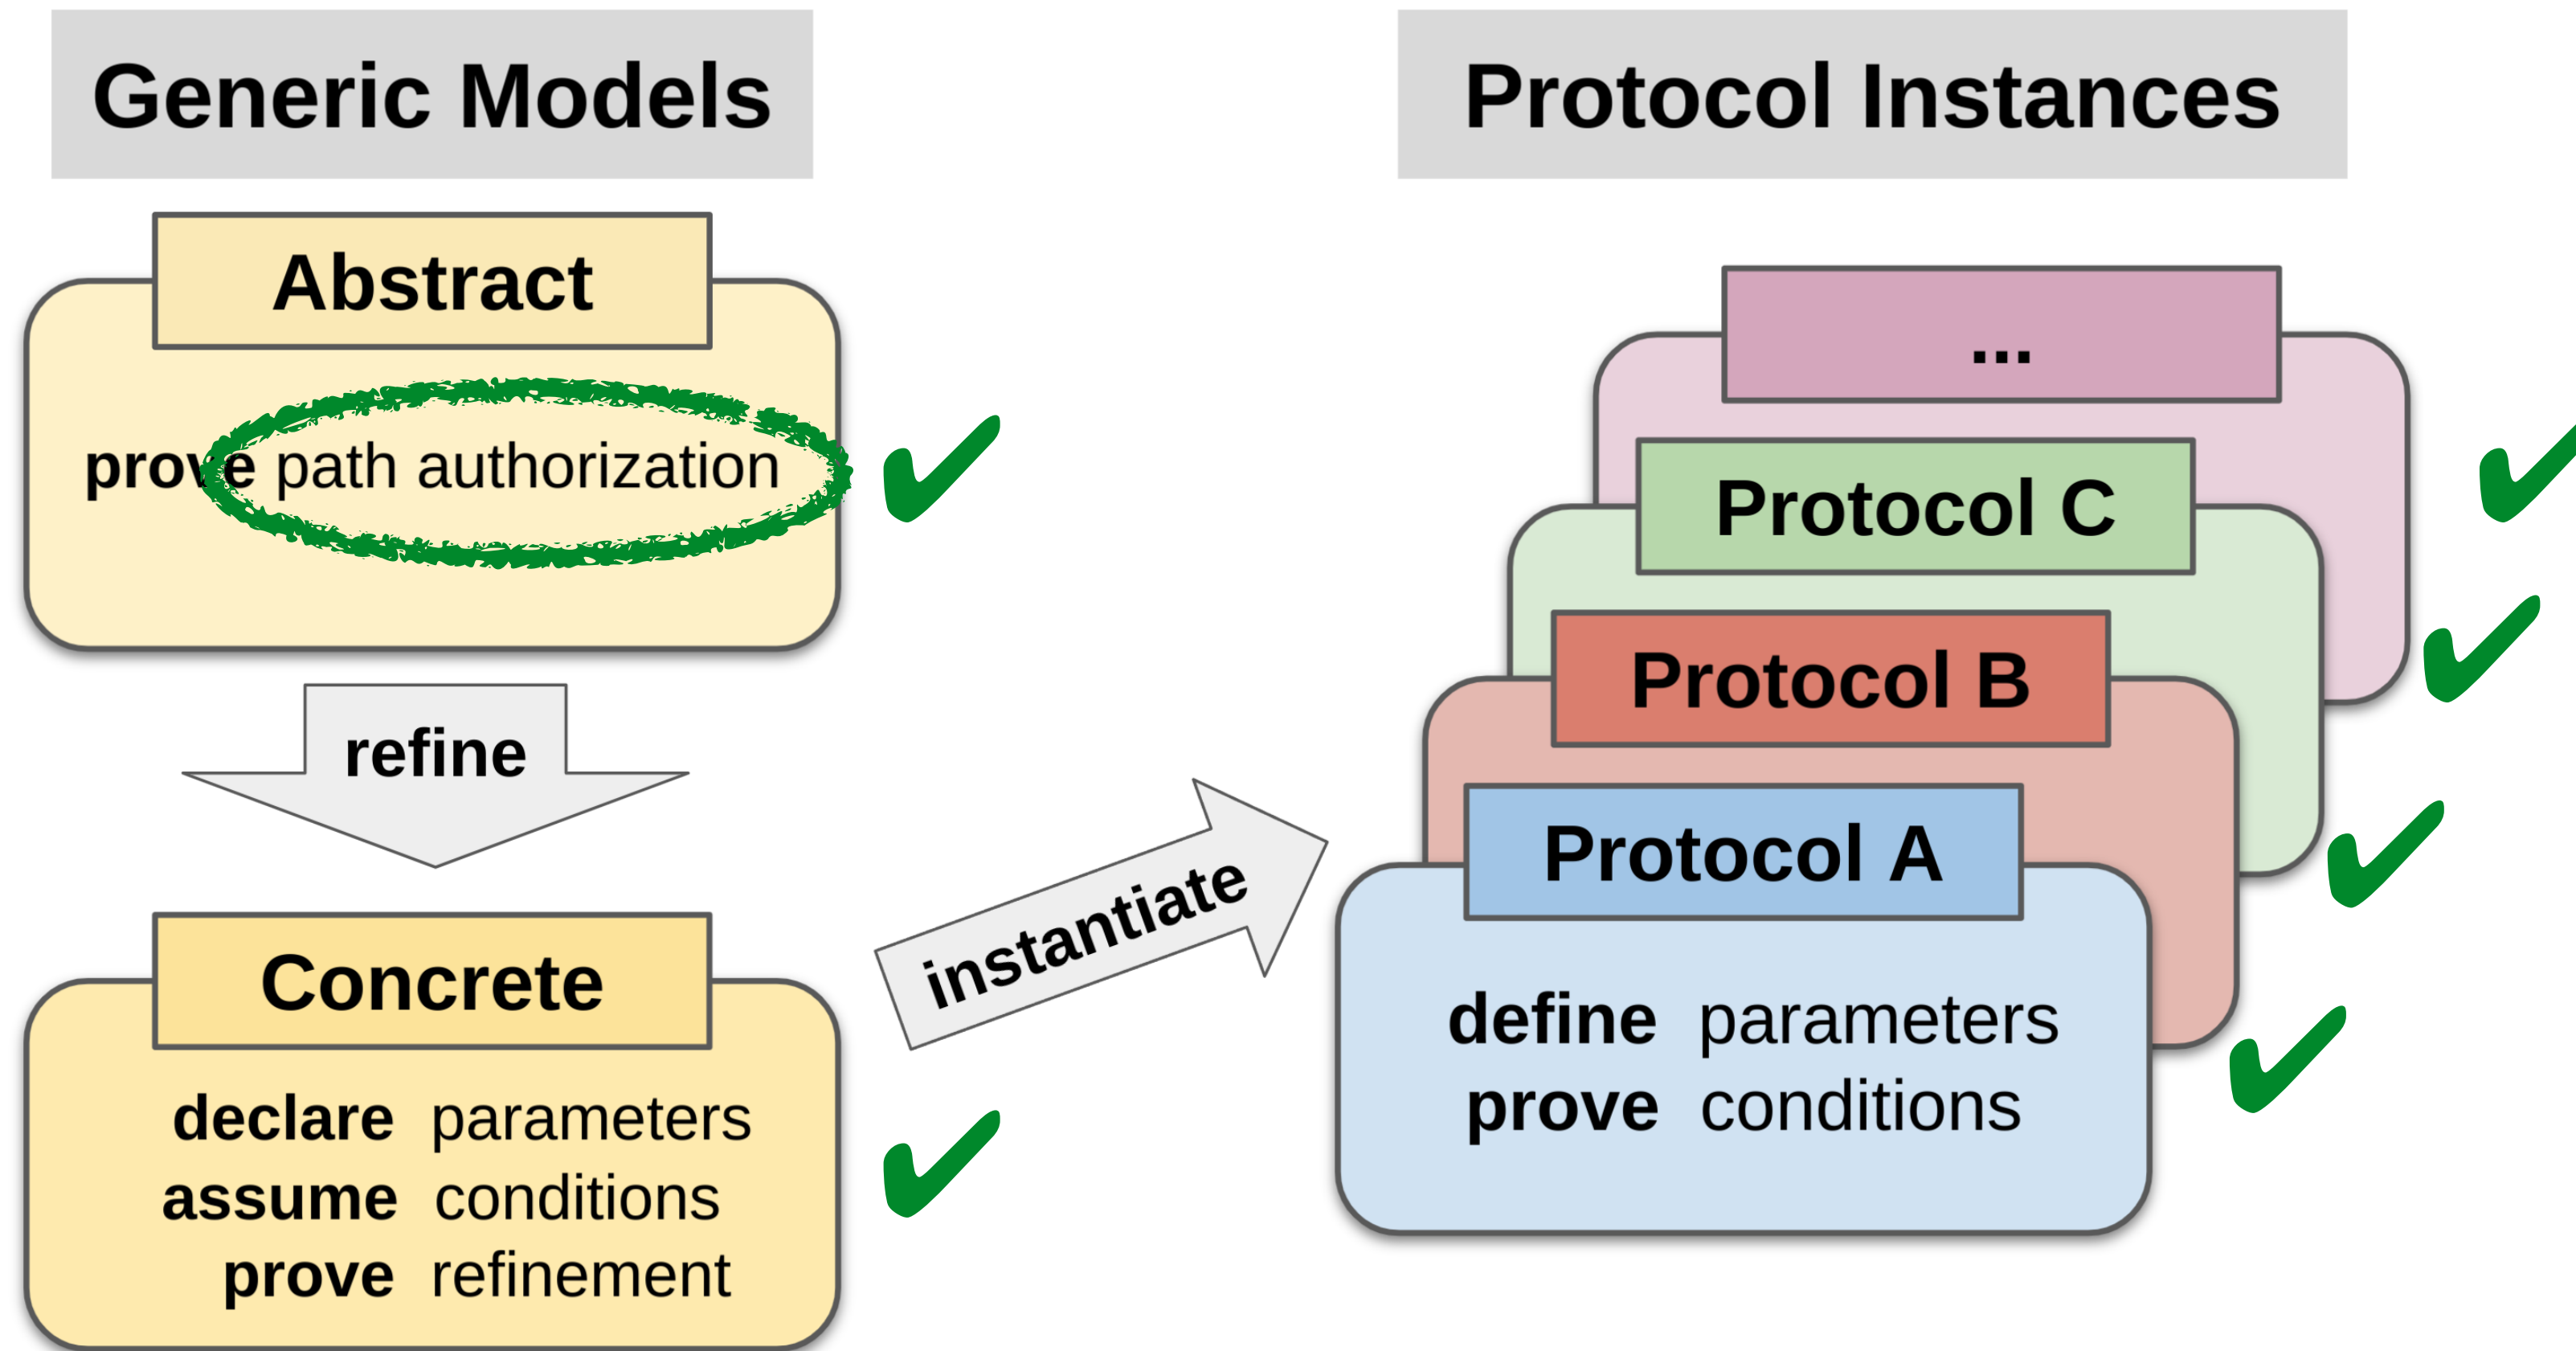 Generic Models
Abstract
prove path authorization
refine
Concrete
declare parameters
assume conditions
prove refinement
instantiate
Protocol Instances
...
Protocol C
Protocol B
Protocol A
define parameters
prove conditions